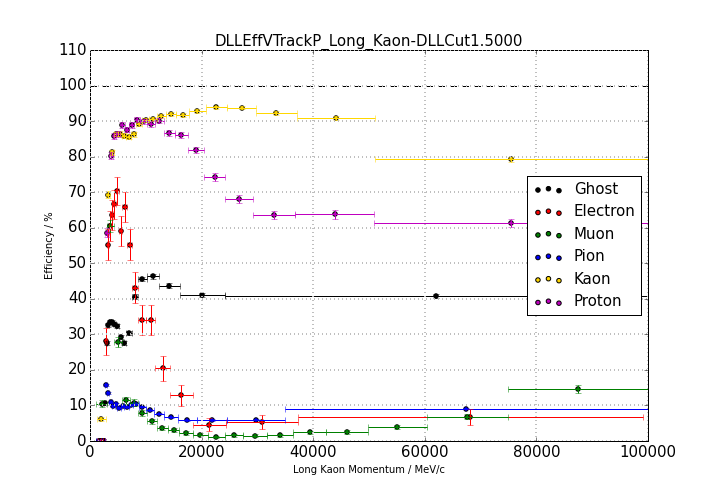 DLLEffVTrackP_Long_Kaon-DLLCut1.5000
110
100
90
80
70
60
50
40
30
20
10
0
Efficiency / %
Ghost
Electron
Muon
Pion
Kaon
Proton
0 20000 40000 60000 80000 100000
Long Kaon Momentum / MeV/c